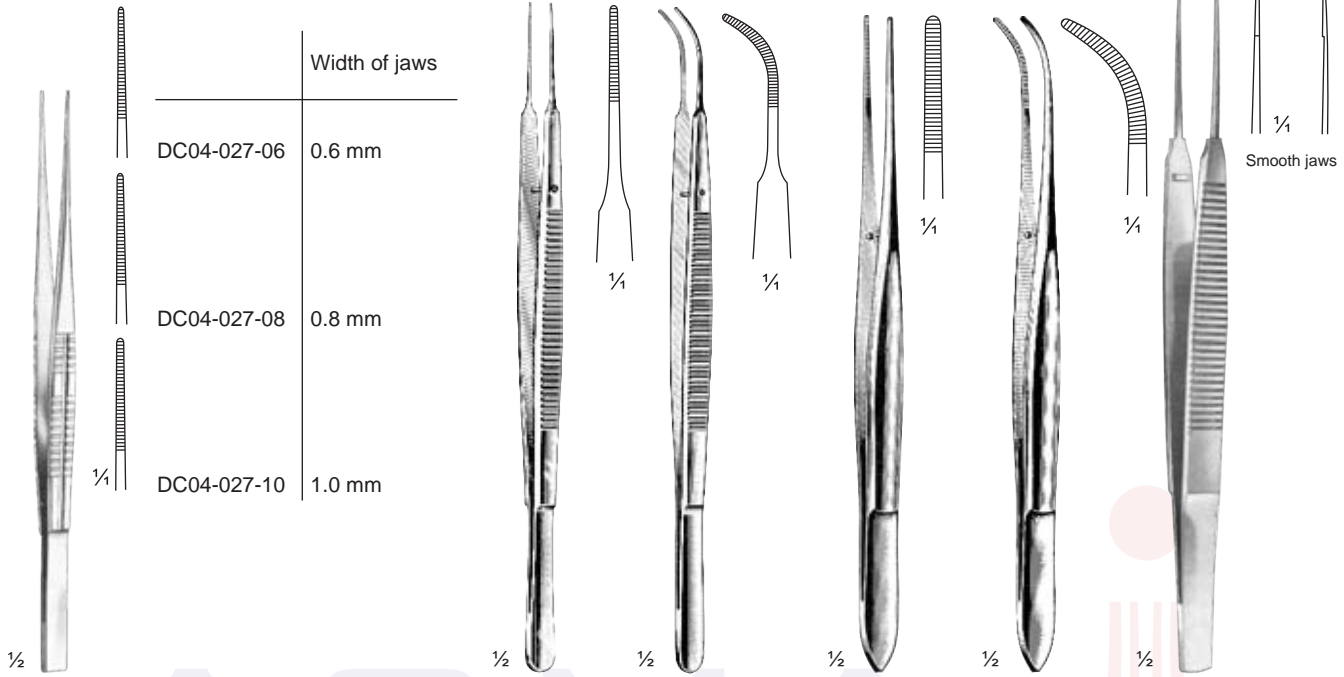 Width of jaws
DC04-027-06 0.6 mm
DC04-027-08 0.8 mm
DC04-027-10 1.0 mm
¹⁄₁
½
½
¹⁄₁
½
¹⁄₁
½
¹⁄₁
½
¹⁄₁
½
¹⁄₁
Smooth jaws